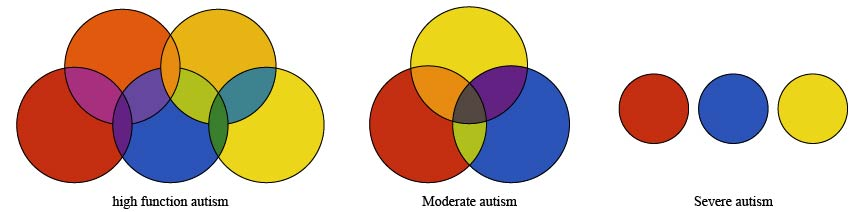 high function autism
Moderate autism
Severe autism